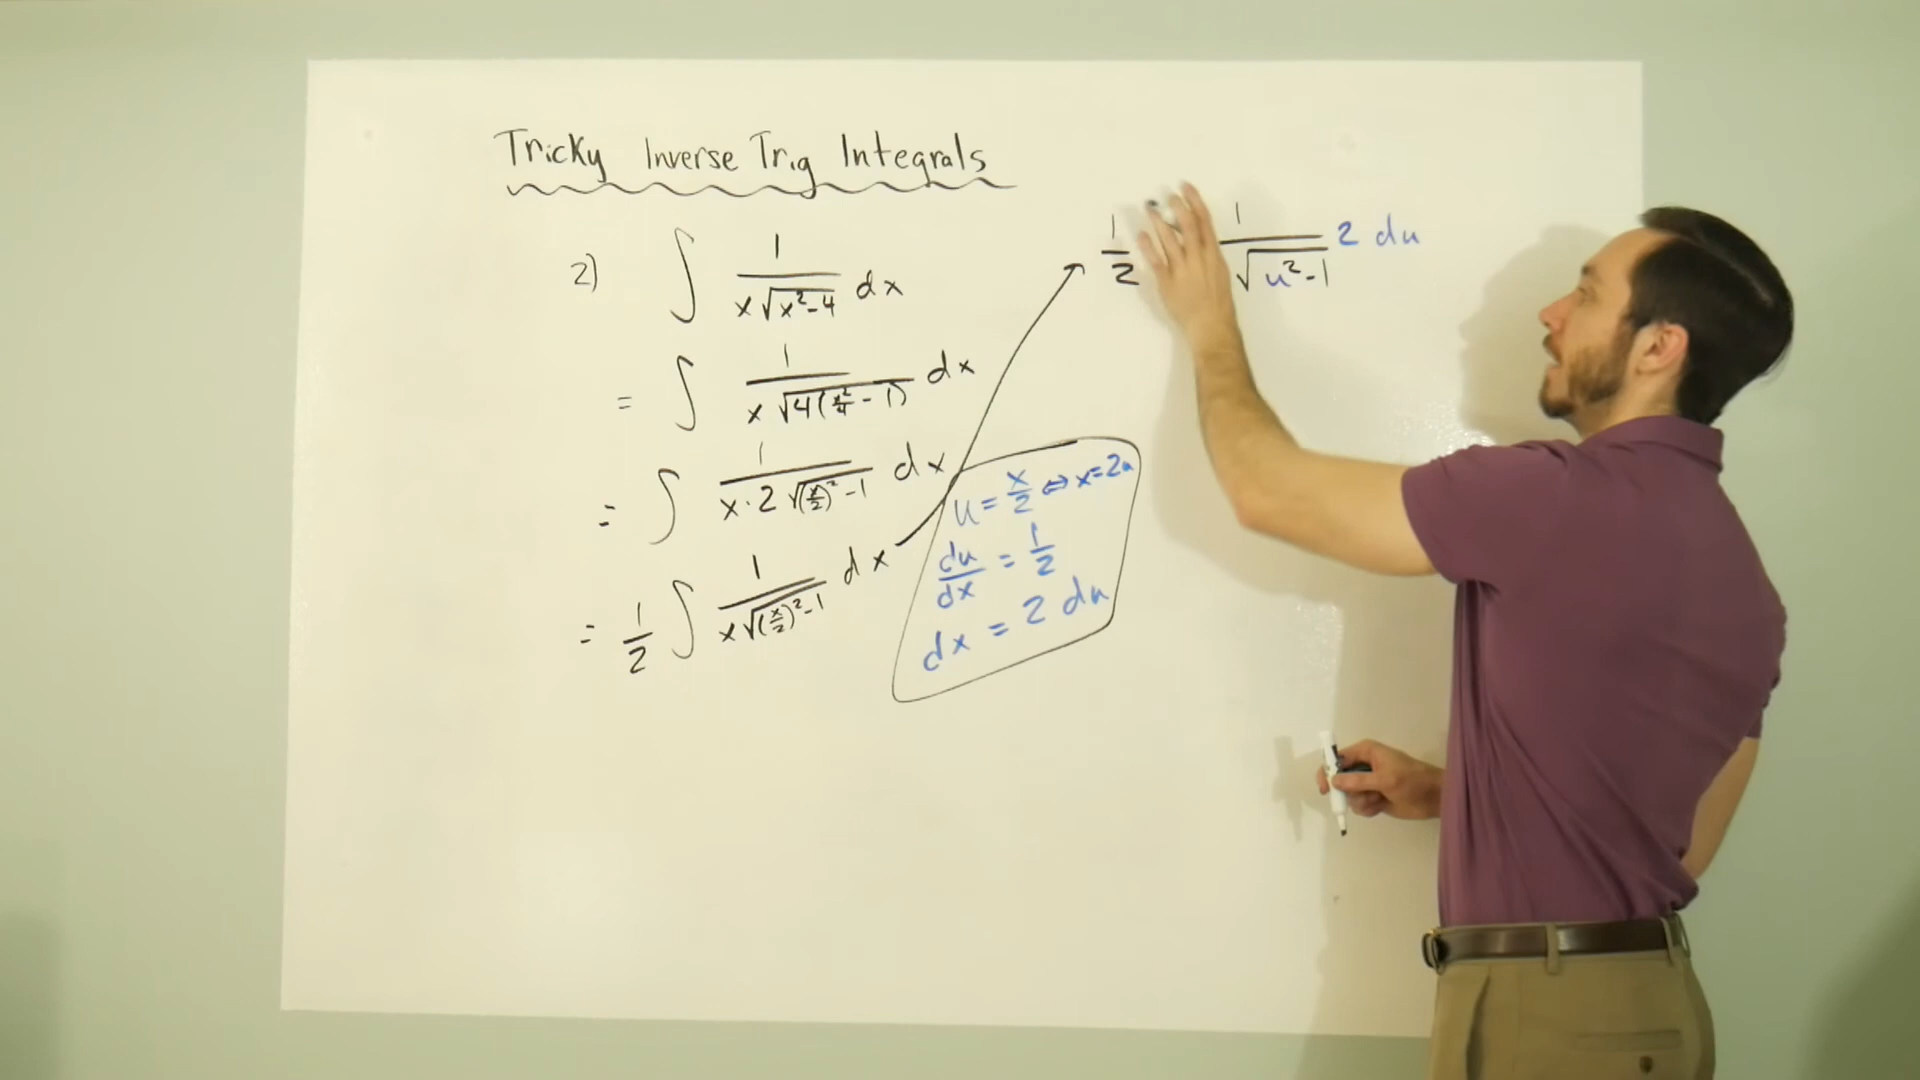 Tricky Inverse Trig Integrals
2) ∫ 1/(x√(x²-4)) dx
= ∫ 1/(x√(4(x²/4 - 1))) dx
= ∫ 1/(x·2√((x/2)²-1)) dx
= 1/2 ∫ 1/(x√((x/2)²-1)) dx
u = x/2 ⇔ x=2u
du/dx = 1/2
dx = 2 du
1/2 1/√(u²-1) 2 du